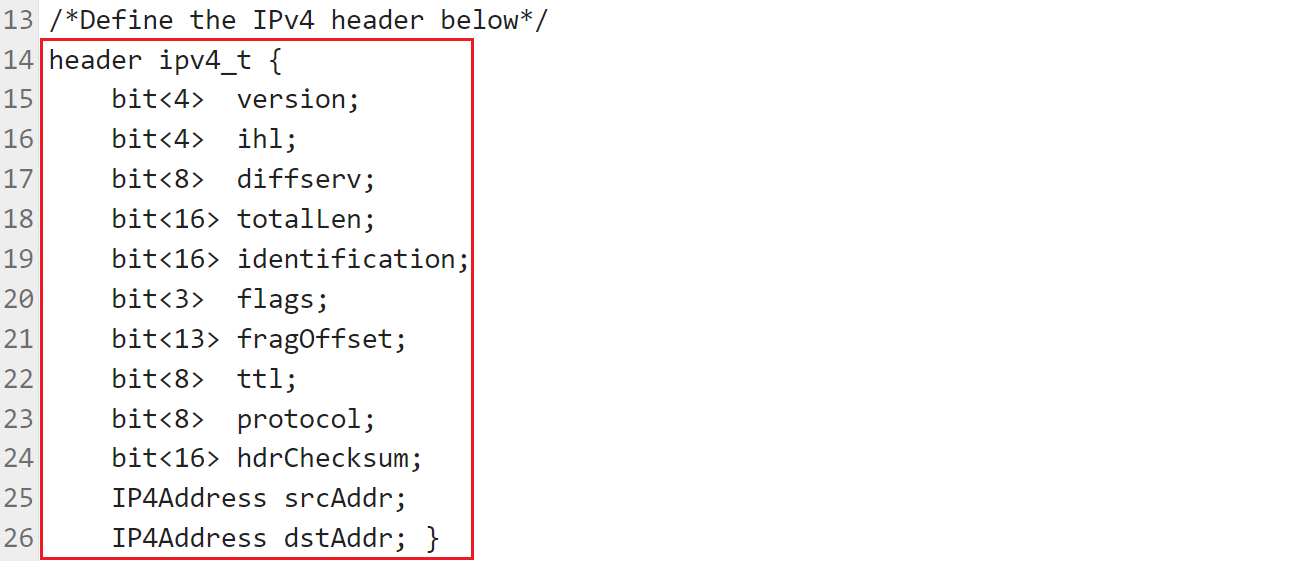 13 /*Define the IPv4 header below*/
14 header ipv4_t {
15     bit<4>  version;
16     bit<4>  ihl;
17     bit<8>  diffserv;
18     bit<16> totalLen;
19     bit<16> identification;
20     bit<3>  flags;
21     bit<13> fragOffset;
22     bit<8>  ttl;
23     bit<8>  protocol;
24     bit<16> hdrChecksum;
25     IP4Address srcAddr;
26     IP4Address dstAddr; }